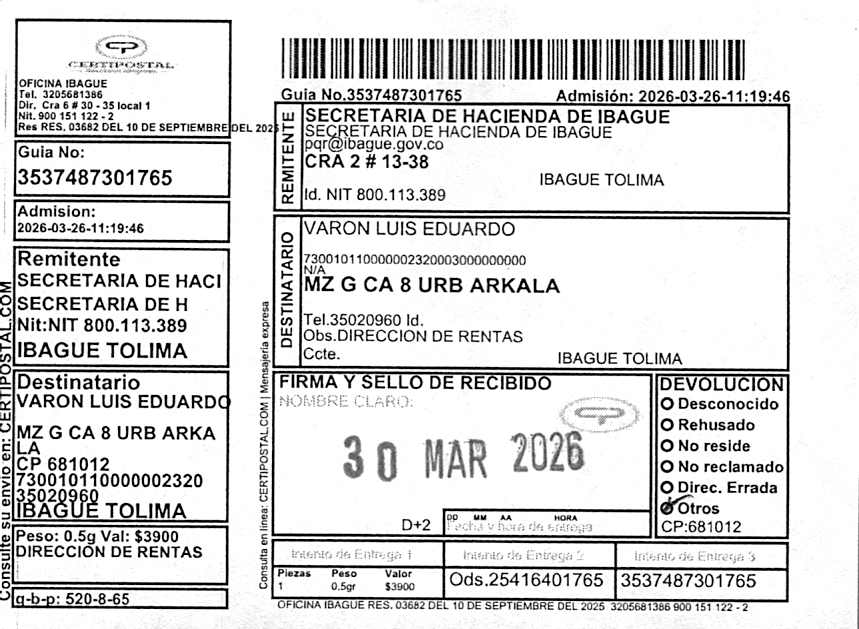 CERTIPOSTAL
OFICINA IBAGUE
Tel. 3205681386
Dir. Cra 6 # 30 - 35 local 1
Nit. 900 151 122 - 2
Res RES. 03682 DEL 10 DE SEPTIEMBRE DEL 2025
Guia No:
3537487301765
Admision:
2026-03-26-11:19:46
Remitente
SECRETARIA DE HACI
SECRETARIA DE H
Nit:NIT 800.113.389
IBAGUE TOLIMA
Destinatario
VARON LUIS EDUARDO
MZ G CA 8 URB ARKA
LA
CP 681012
730010110000002320
35020960
IBAGUE TOLIMA
Peso: 0.5g Val: $3900
DIRECCION DE RENTAS
g-b-p: 520-8-65
Consulte su envio en: CERTIPOSTAL.COM
Guia No.3537487301765 Admisión: 2026-03-26-11:19:46
REMITENTE
SECRETARIA DE HACIENDA DE IBAGUE
SECRETARIA DE HACIENDA DE IBAGUE
pqr@ibague.gov.co
CRA 2 # 13-38
IBAGUE TOLIMA
Id. NIT 800.113.389
DESTINATARIO
VARON LUIS EDUARDO
730010110000002320003000000000
N/A
MZ G CA 8 URB ARKALA
Tel.35020960 Id.
Obs.DIRECCION DE RENTAS
Ccte. IBAGUE TOLIMA
Consulta en linea: CERTIPOSTAL.COM | Mensajeria expresa
FIRMA Y SELLO DE RECIBIDO
NOMBRE CLARO:
30 MAR 2026
D+2
DD MM AA HORA
Fecha y hora de entrega
DEVOLUCION
Desconocido
Rehusado
No reside
No reclamado
Direc. Errada
Otros
CP:681012
Intento de Entrega 1 Intento de Entrega 2 Intento de Entrega 3
Piezas Peso Valor
1 0.5gr $3900
Ods.25416401765 3537487301765
OFICINA IBAGUE RES. 03682 DEL 10 DE SEPTIEMBRE DEL 2025 3205681386 900 151 122 - 2